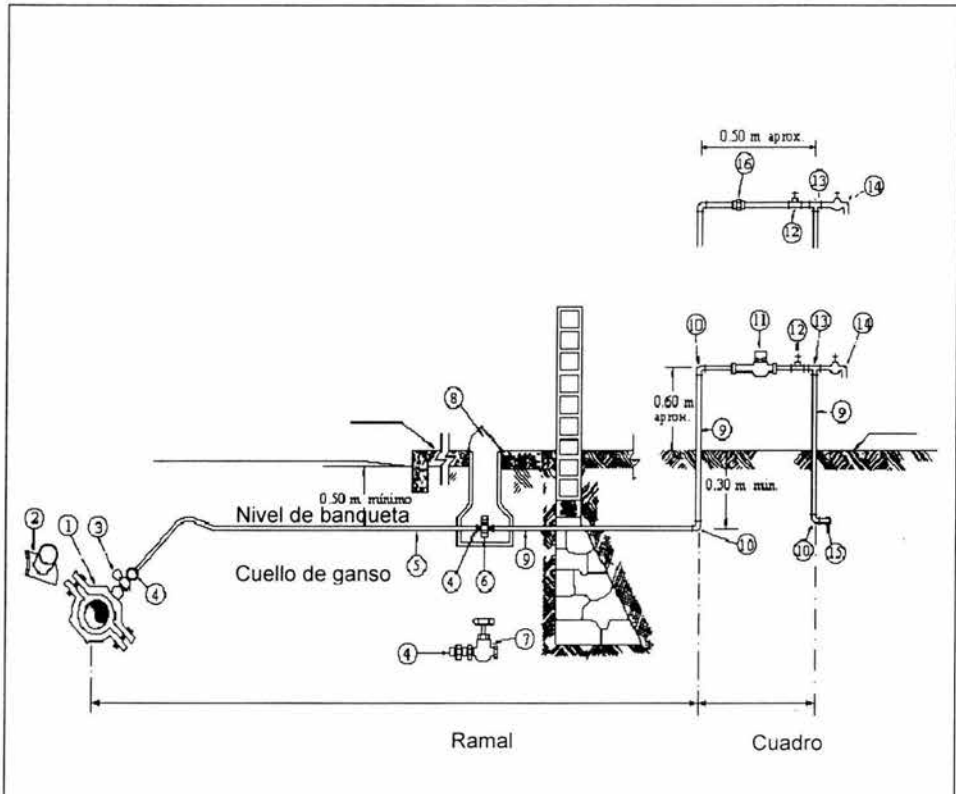 0.50 m aprox.
16
13
14
12
10
11
12
13
14
0.60 m
aprox.
9
9
8
0.50 m. mínimo
0.30 m min.
Nivel de banqueta
2
1
3
4
5
4
6
9
10
10
15
Cuello de ganso
4
7
Ramal
Cuadro